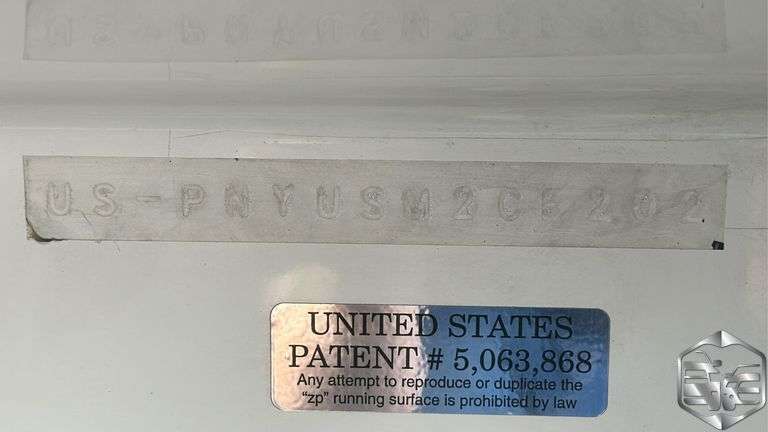 US-PNYUSM2CE202
UNITED STATES
PATENT # 5,063,868
Any attempt to reproduce or duplicate the
"zp" running surface is prohibited by law